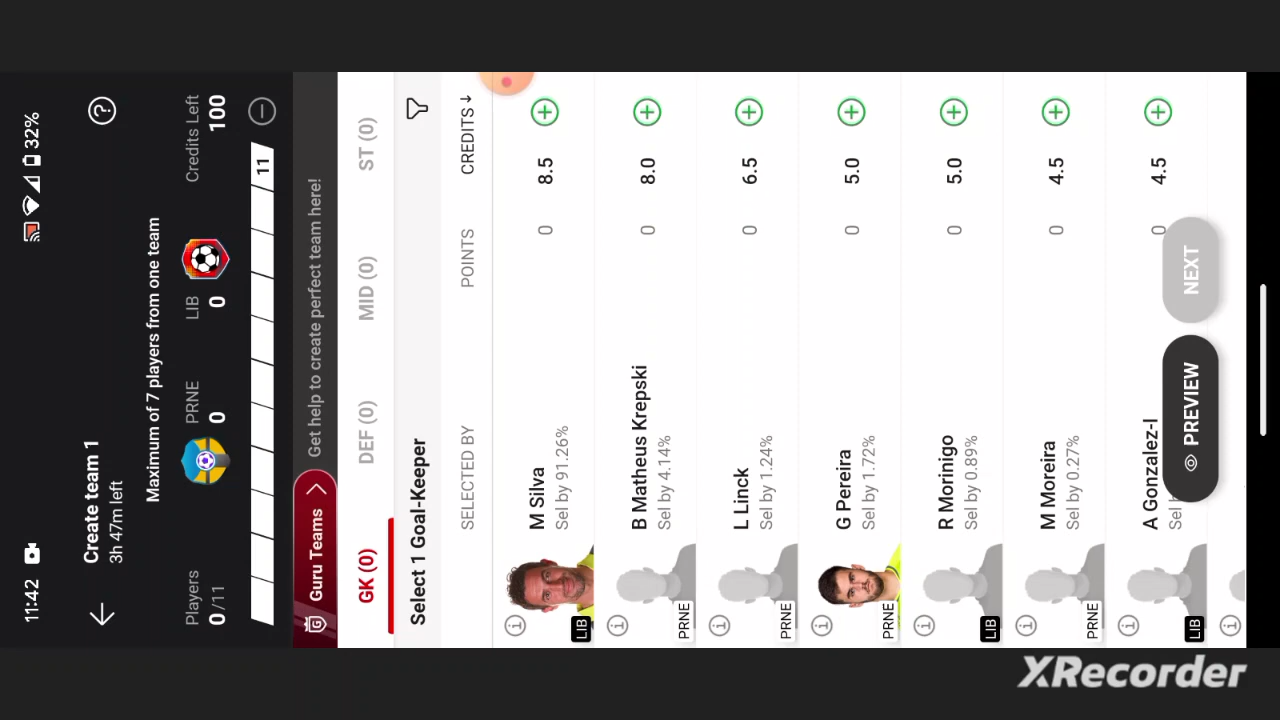 11:42
32%
Create team 1
3h 47m left
Maximum of 7 players from one team
Players
0/11
PRNE
0
LIB
0
Credits Left
100
11
Guru Teams
Get help to create perfect team here!
GK (0)
DEF (0)
MID (0)
ST (0)
Select 1 Goal-Keeper
SELECTED BY
POINTS
CREDITS
LIB
M Silva
Sel by 91.26%
0
8.5
PRNE
B Matheus Krepski
Sel by 4.14%
0
8.0
PRNE
L Linck
Sel by 1.24%
0
6.5
PRNE
G Pereira
Sel by 1.72%
0
5.0
LIB
R Morinigo
Sel by 0.89%
0
5.0
PRNE
M Moreira
Sel by 0.27%
0
4.5
LIB
A Gonzalez-I
Sel
0
4.5
PREVIEW
NEXT
XRecorder